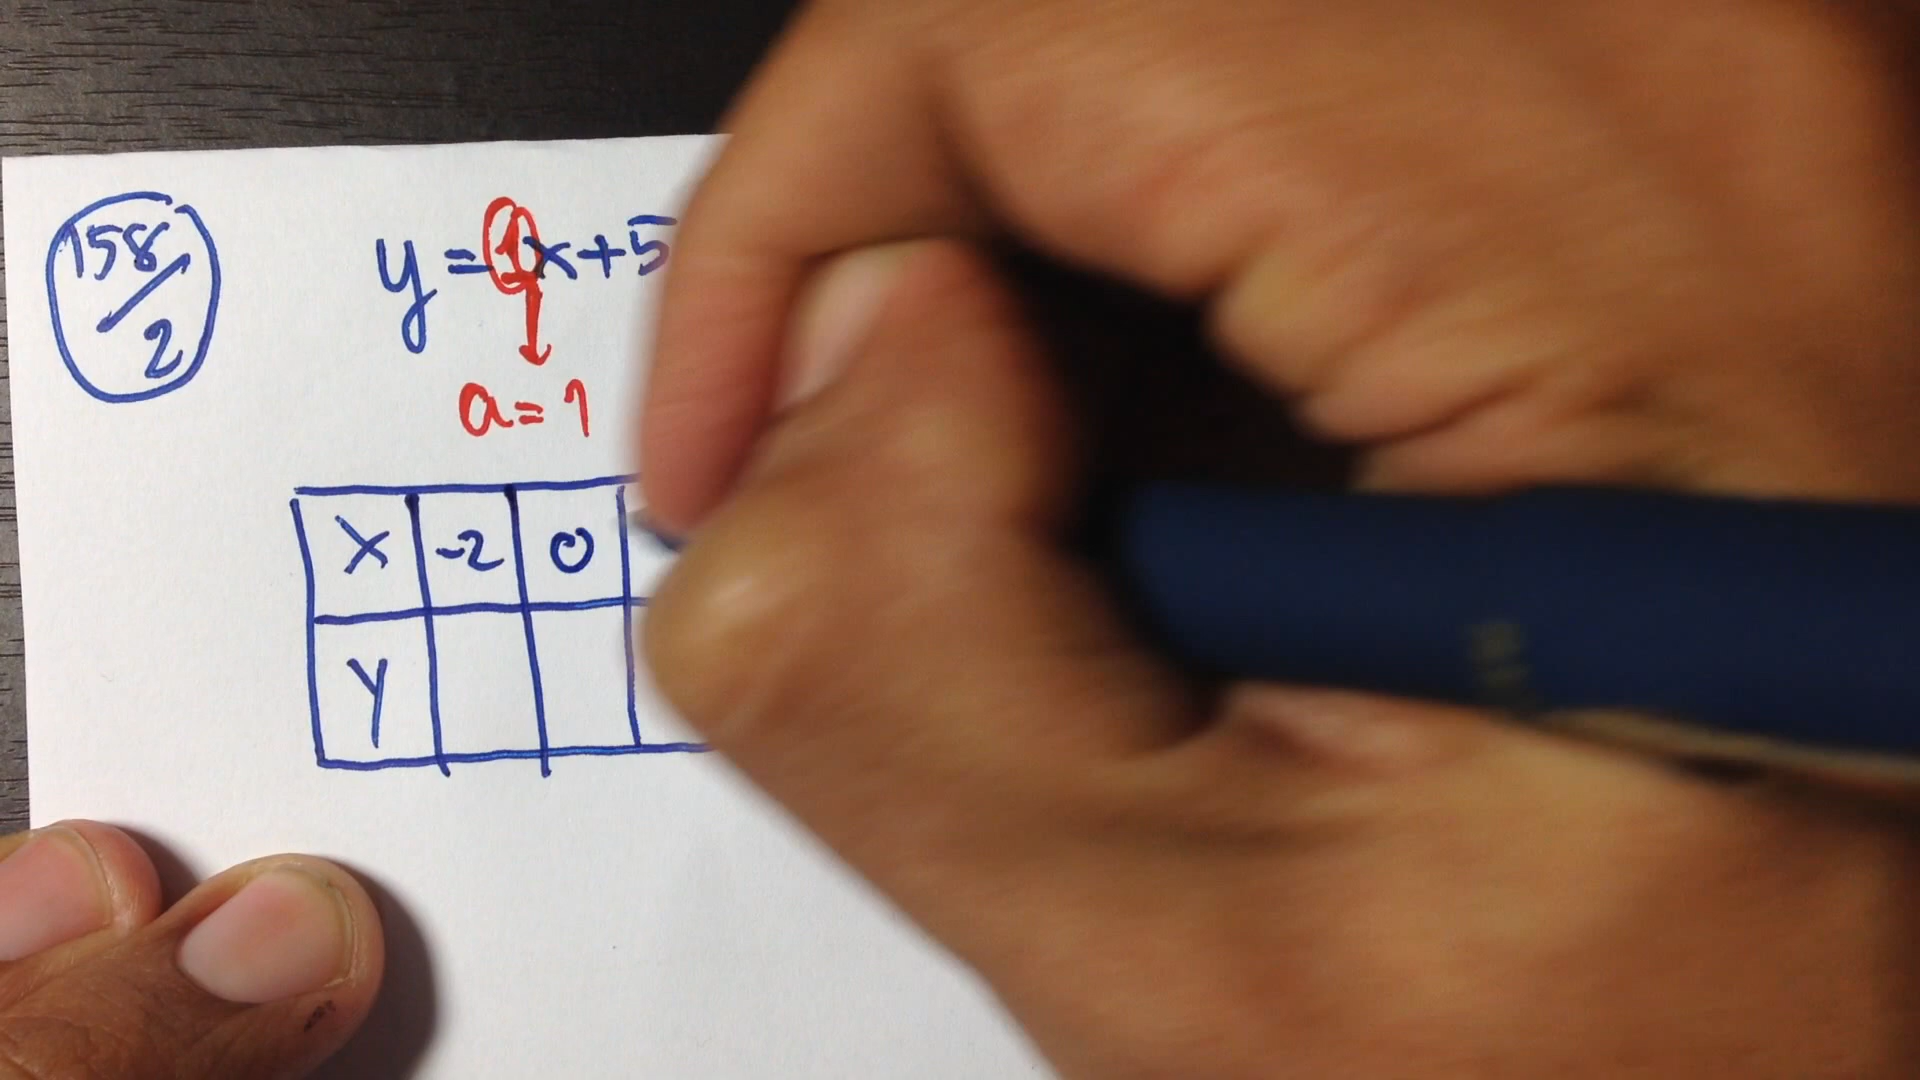 158/2
y = 1x + 5
a = 1
X -2 0
y